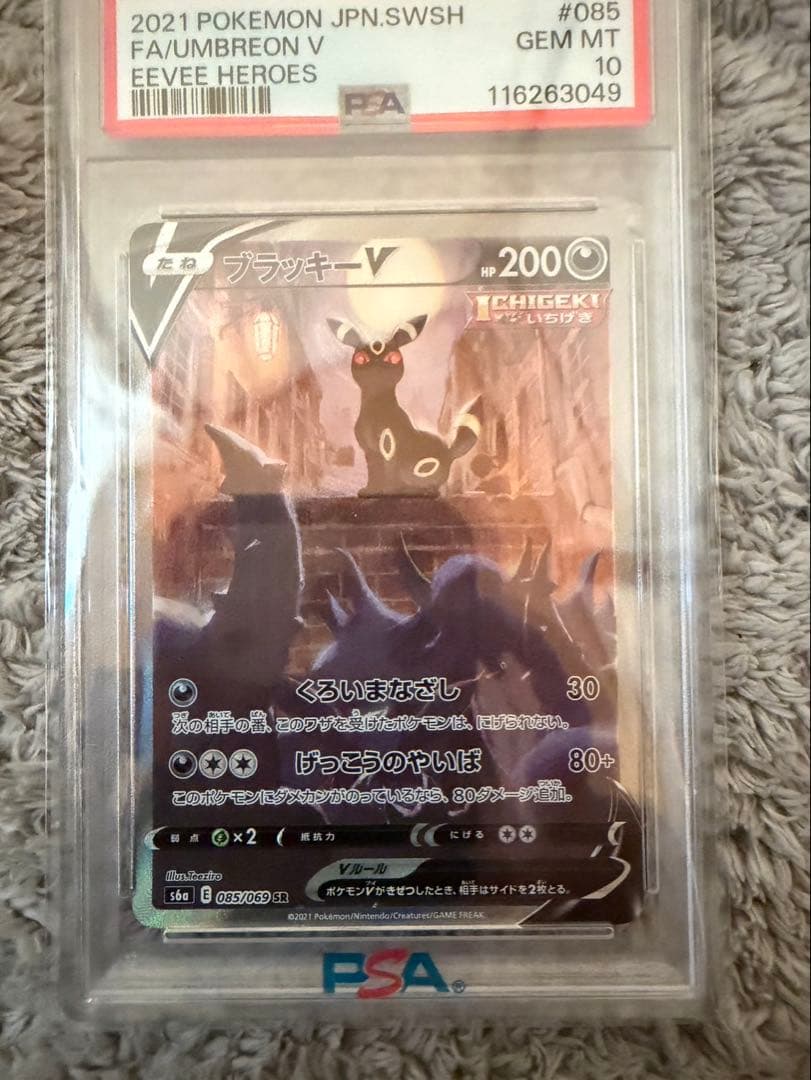 2021 POKEMON JPN.SWSH #085
FA/UMBREON V GEM MT
EEVEE HEROES 10
PSA 116263049
たね ブラッキーV HP 200
ICHIGEKI
いちげき
くろいまなざし 30
次の相手の番、このワザを受けたポケモンは、にげられない。
げっこうのやいば 80+
このポケモンにダメカンがのっているなら、80ダメージ追加。
弱点 ×2 抵抗力 にげる
Illus.Teeziro
Vルール
ポケモンVがきぜつしたとき、相手はサイドを2枚とる。
s6a E 085/069 SR
©2021 Pokémon/Nintendo/Creatures/GAME FREAK.
PSA®